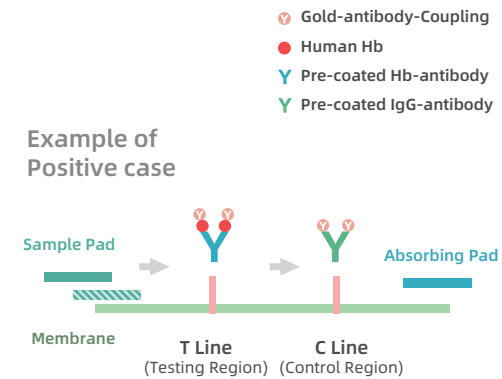 Gold-antibody-Coupling
Human Hb
Pre-coated Hb-antibody
Pre-coated IgG-antibody
Example of
Positive case
Sample Pad
Absorbing Pad
Membrane
T Line
(Testing Region)
C Line
(Control Region)